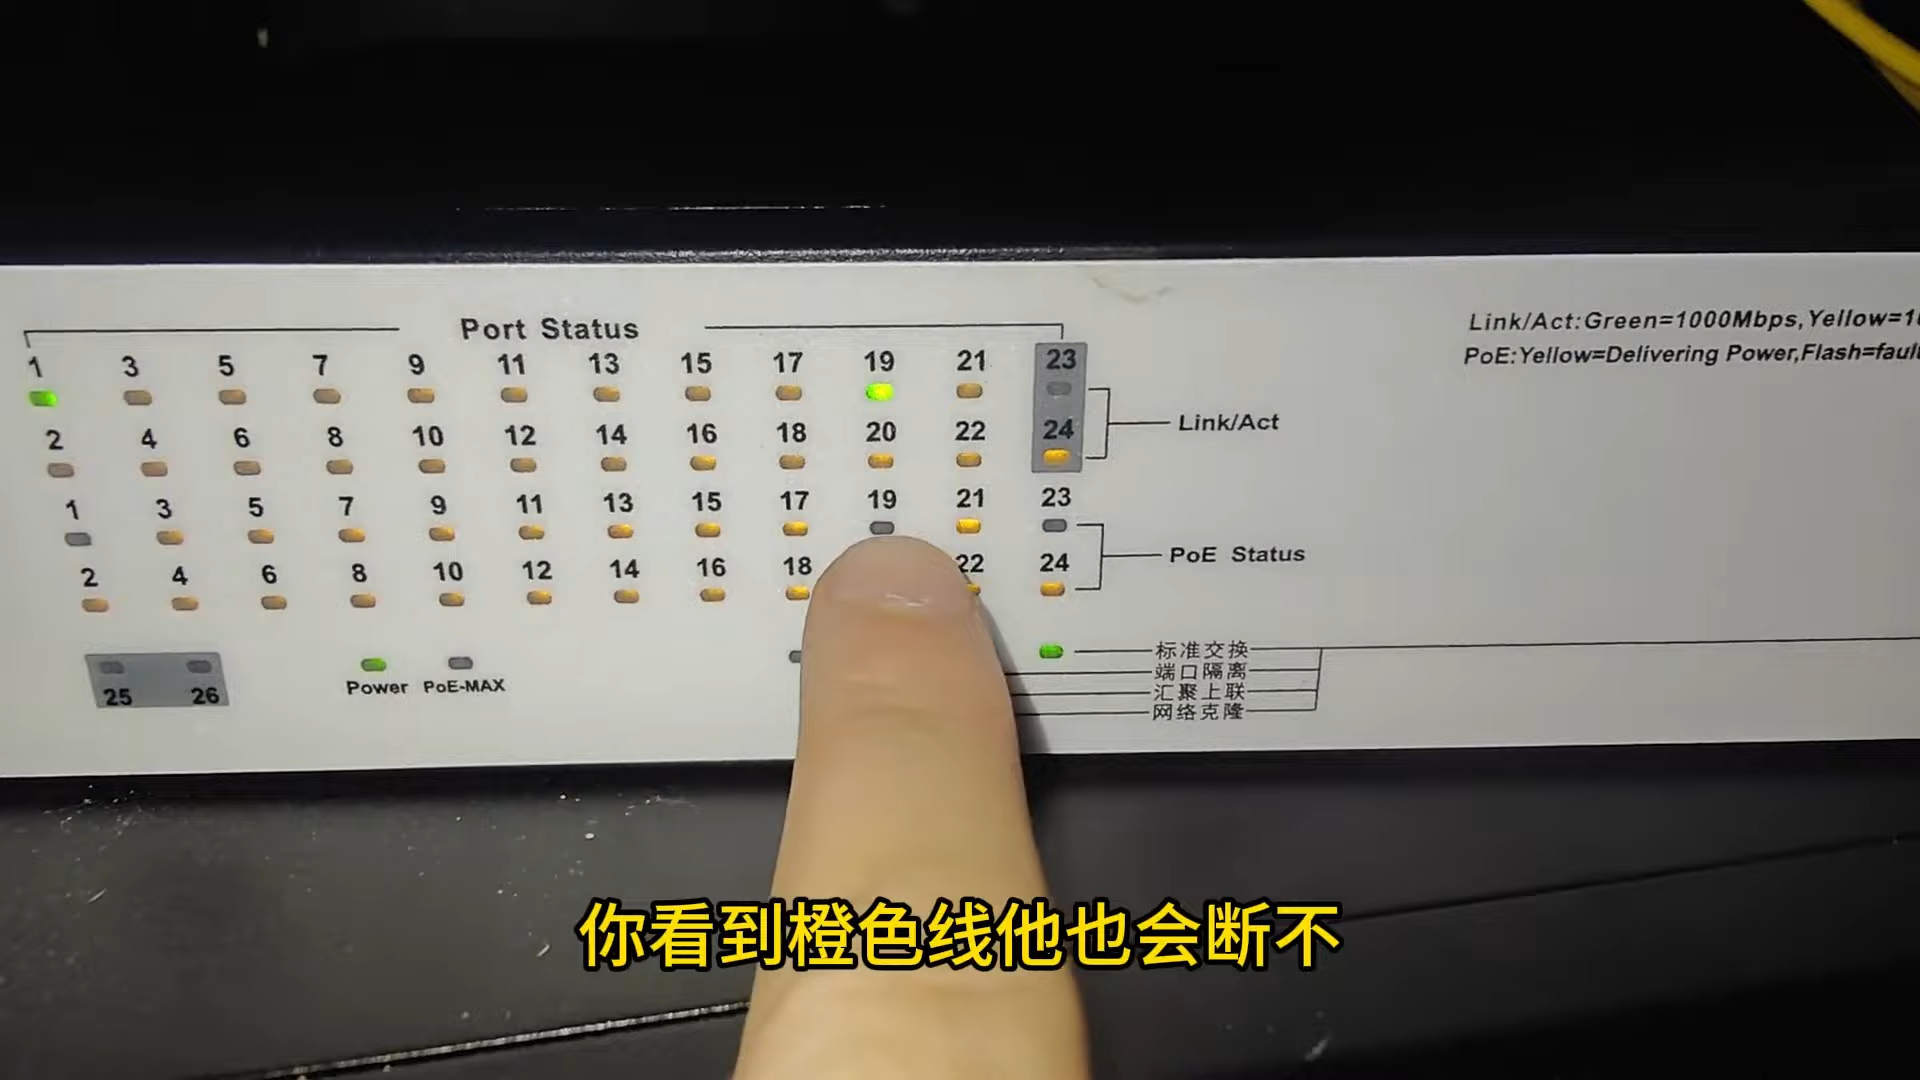 Port Status
1 3 5 7 9 11 13 15 17 19 21 23
2 4 6 8 10 12 14 16 18 20 22 24
Link/Act
1 3 5 7 9 11 13 15 17 19 21 23
2 4 6 8 10 12 14 16 18 22 24
PoE Status
25 26
Power PoE-MAX
标准交换
端口隔离
汇聚上联
网络克隆
Link/Act:Green=1000Mbps,Yellow=1
PoE:Yellow=Delivering Power,Flash=faul
你看到橙色线他也会断不